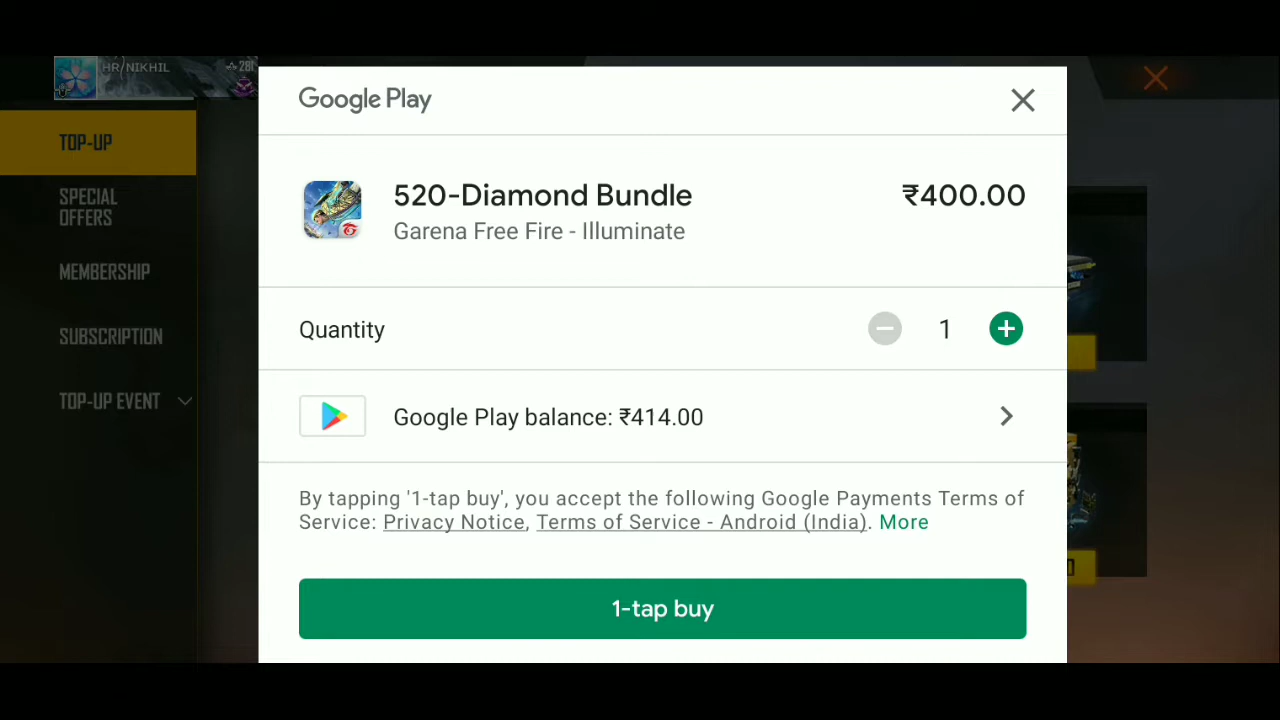 HR/NIKHIL
281
Google Play
TOP-UP
SPECIAL
OFFERS
MEMBERSHIP
SUBSCRIPTION
TOP-UP EVENT
520-Diamond Bundle
₹400.00
Garena Free Fire - Illuminate
Quantity
1
Google Play balance: ₹414.00
By tapping '1-tap buy', you accept the following Google Payments Terms of
Service: Privacy Notice, Terms of Service - Android (India). More
1-tap buy